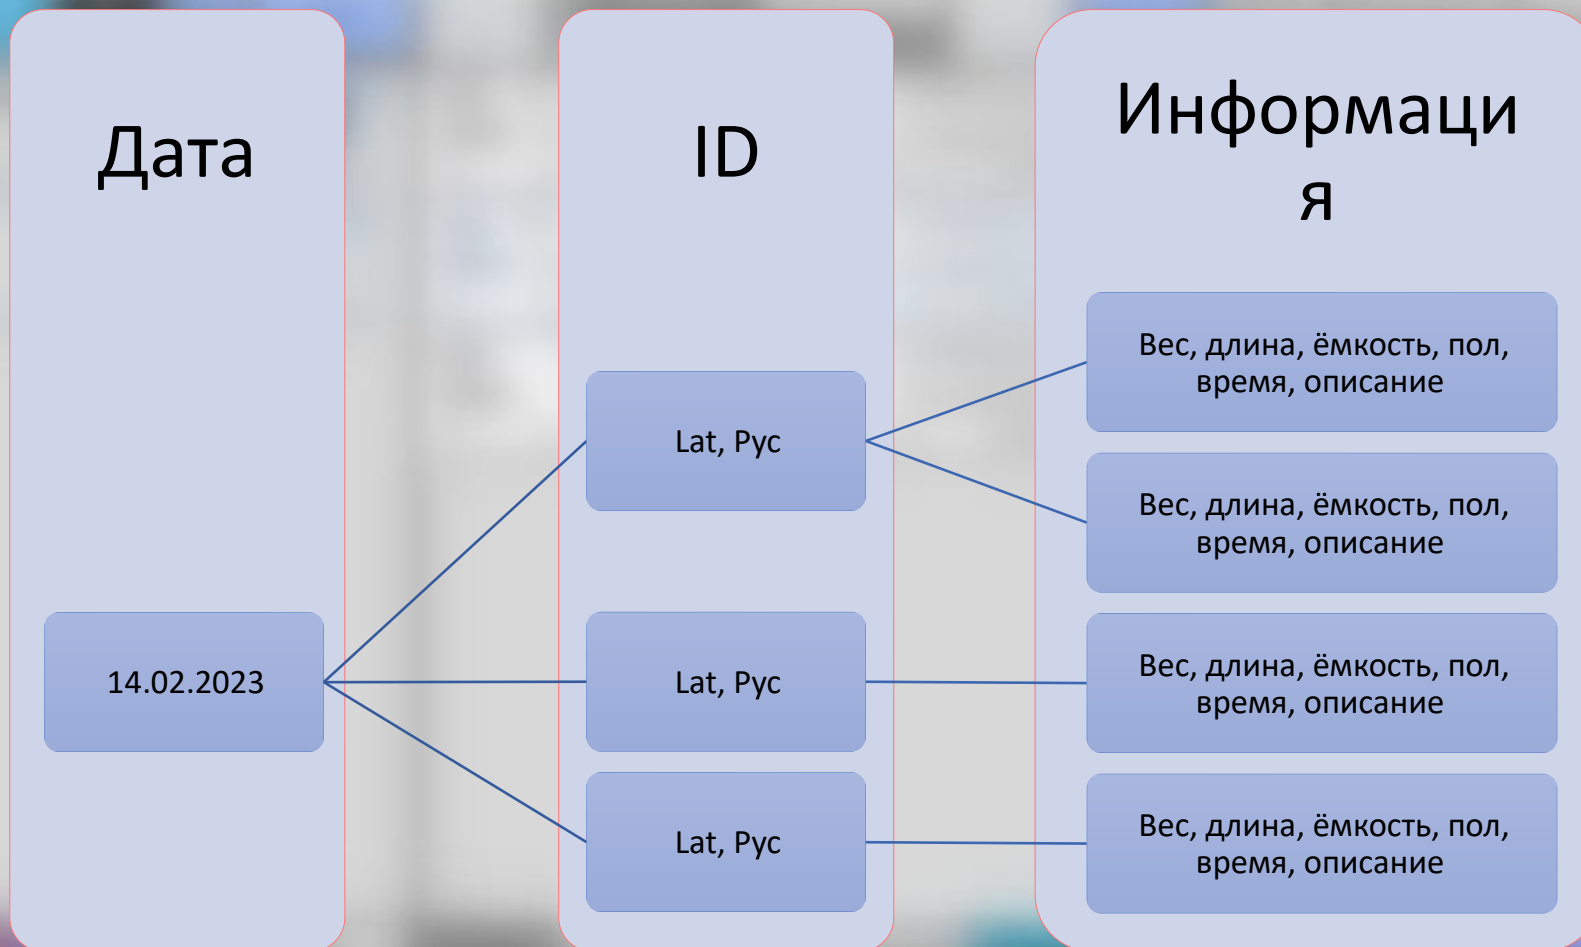 Дата
ID
Информаци
я
14.02.2023
Lat, Рус
Lat, Рус
Lat, Рус
Вес, длина, ёмкость, пол,
время, описание
Вес, длина, ёмкость, пол,
время, описание
Вес, длина, ёмкость, пол,
время, описание
Вес, длина, ёмкость, пол,
время, описание